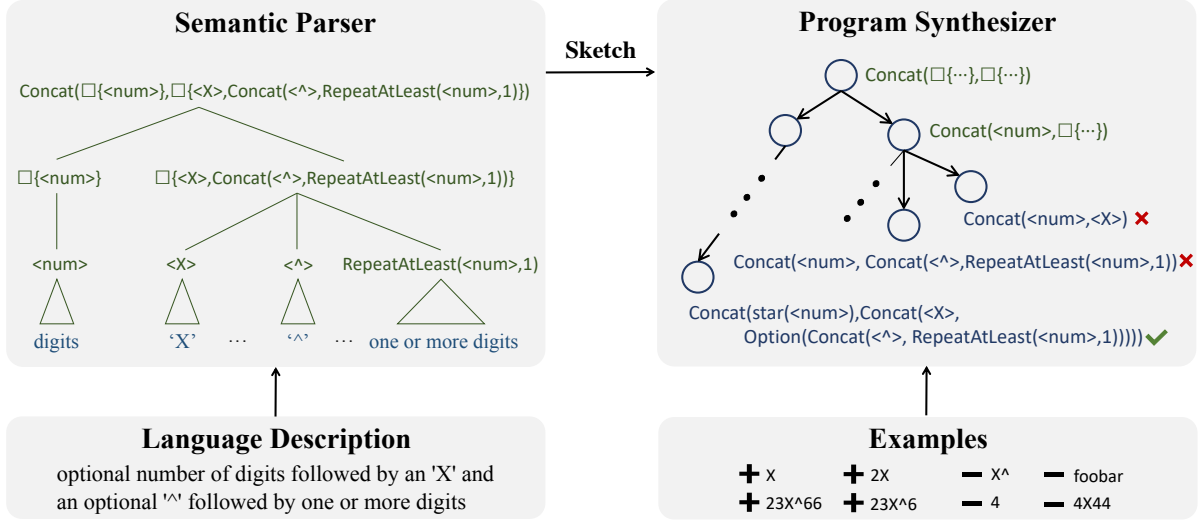 Semantic Parser
Concat(☐{<num>},☐{<X>,Concat(<^>,RepeatAtLeast(<num>,1)})
☐{<num>}
☐{<X>,Concat(<^>,RepeatAtLeast(<num>,1))}
<num>
<X>
<^>
RepeatAtLeast(<num>,1)
digits
‘X’
···
‘^’
···
one or more digits
Sketch
Program Synthesizer
Concat(☐{···},☐{···})
Concat(<num>,☐{···})
Concat(<num>,<X>)
Concat(<num>, Concat(<^>,RepeatAtLeast(<num>,1))
Concat(star(<num>),Concat(<X>,
Option(Concat(<^>, RepeatAtLeast(<num>,1)))))
Language Description
optional number of digits followed by an 'X' and
an optional '^' followed by one or more digits
Examples
+ X + 2X − X^ − foobar
+ 23X^66 + 23X^6 − 4 − 4X44